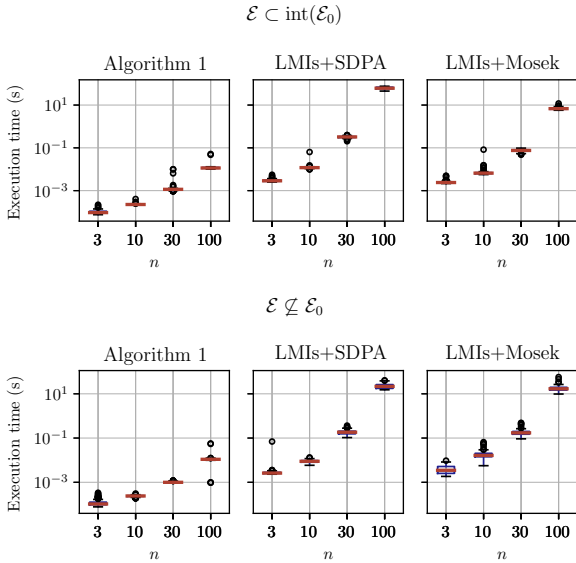 ℰ ⊂ int(ℰ₀)
Algorithm 1 LMIs+SDPA LMIs+Mosek
Execution time (s)
10¹
10⁻¹
10⁻³
3 10 30 100 3 10 30 100 3 10 30 100
n n n
ℰ ⊈ ℰ₀
Algorithm 1 LMIs+SDPA LMIs+Mosek
Execution time (s)
10¹
10⁻¹
10⁻³
3 10 30 100 3 10 30 100 3 10 30 100
n n n